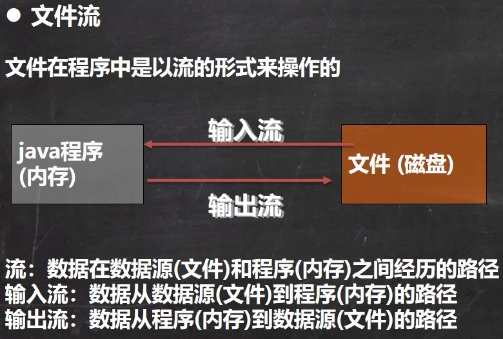 ● 文件流
文件在程序中是以流的形式来操作的
输入流
java程序
(内存)
文件 (磁盘)
输出流
流：数据在数据源(文件)和程序(内存)之间经历的路径
输入流：数据从数据源(文件)到程序(内存)的路径
输出流：数据从程序(内存)到数据源(文件)的路径